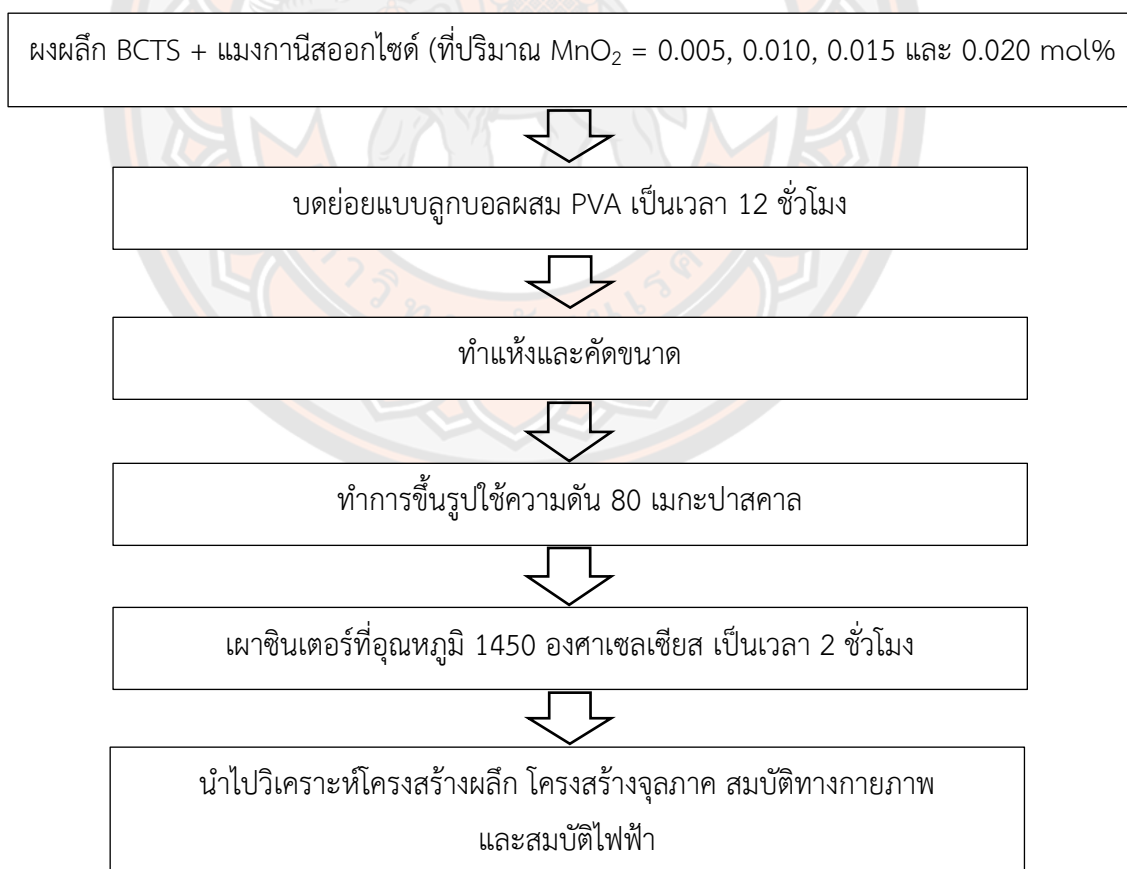 ผงผลึก BCTS + แมงกานีสออกไซด์ (ที่ปริมาณ MnO₂ = 0.005, 0.010, 0.015 และ 0.020 mol%
บดย่อยแบบลูกบอลผสม PVA เป็นเวลา 12 ชั่วโมง
ทำแห้งและคัดขนาด
ทำการขึ้นรูปใช้ความดัน 80 เมกะปาสคาล
เผาซินเตอร์ที่อุณหภูมิ 1450 องศาเซลเซียส เป็นเวลา 2 ชั่วโมง
นำไปวิเคราะห์โครงสร้างผลึก โครงสร้างจุลภาค สมบัติทางกายภาพ
และสมบัติไฟฟ้า